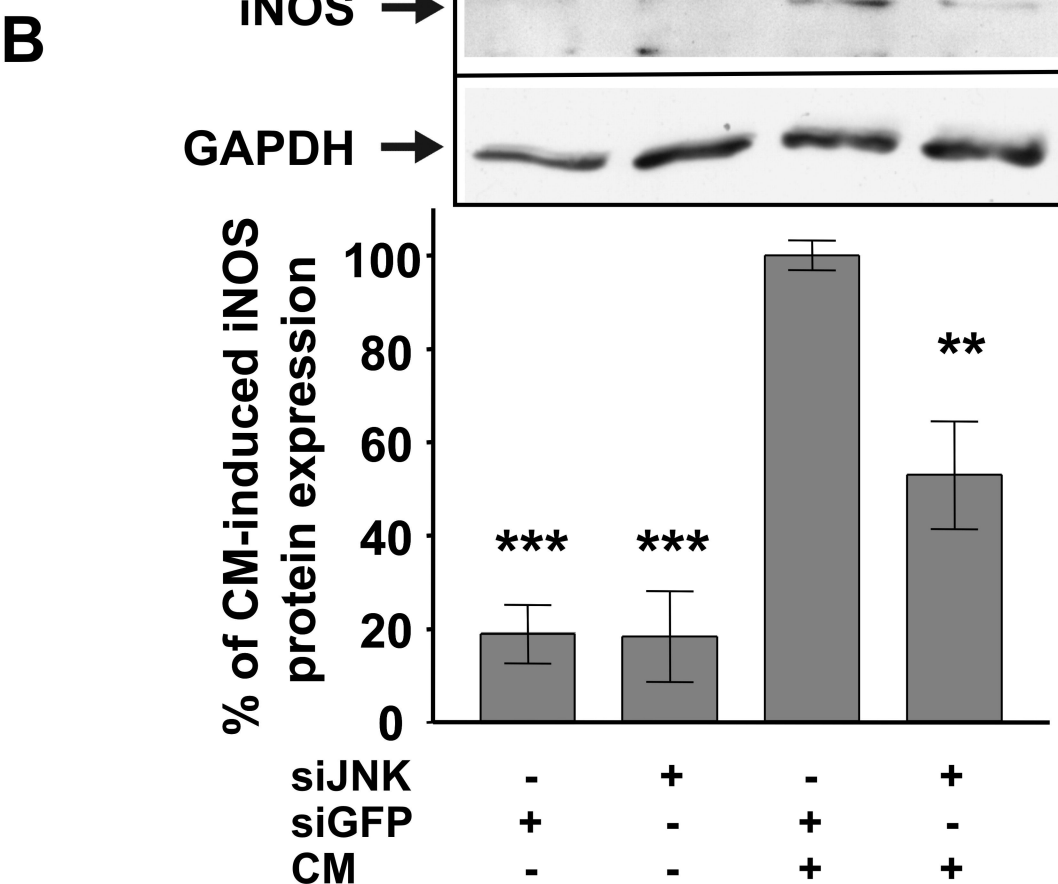 iNOS
B
GAPDH
% of CM-induced iNOS
protein expression
100
80
60
40
20
0
**
*** ***
siJNK - + - +
siGFP + - + -
CM - - + +